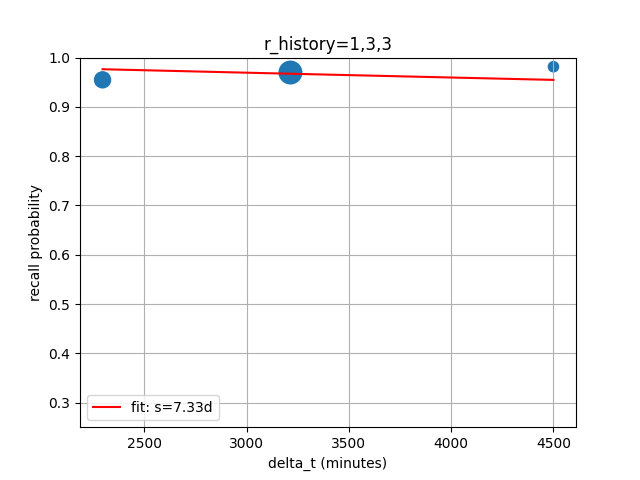 r_history=1,3,3
1.0
0.9
0.8
0.7
0.6
0.5
0.4
0.3
recall probability
fit: s=7.33d
2500 3000 3500 4000 4500
delta_t (minutes)